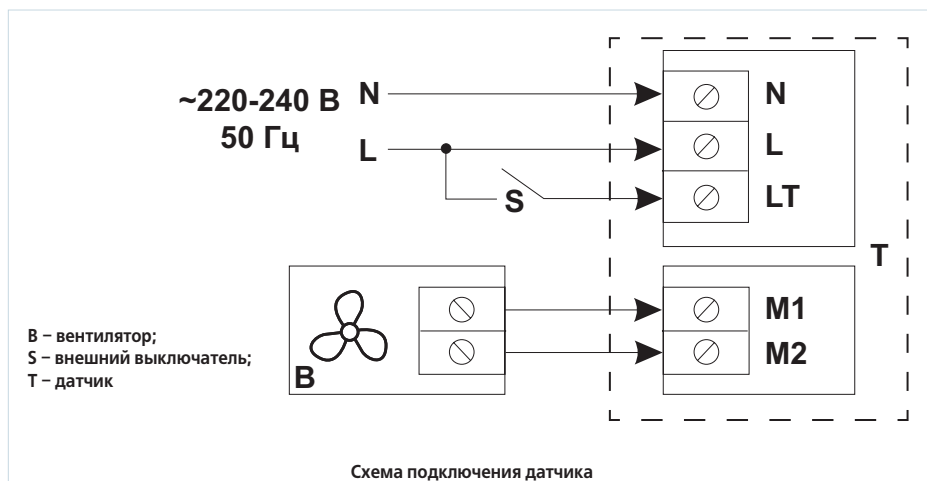 ~220-240 В
50 Гц
N
L
S
N
L
LT
T
M1
M2
B
B – вентилятор;
S – внешний выключатель;
T – датчик
Схема подключения датчика